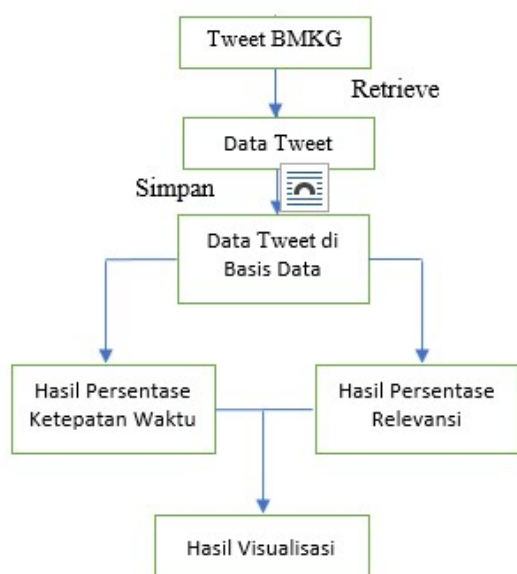 Tweet BMKG
Retrieve
Data Tweet
Simpan
Data Tweet di
Basis Data
Hasil Persentase
Ketepatan Waktu
Hasil Persentase
Relevansi
Hasil Visualisasi